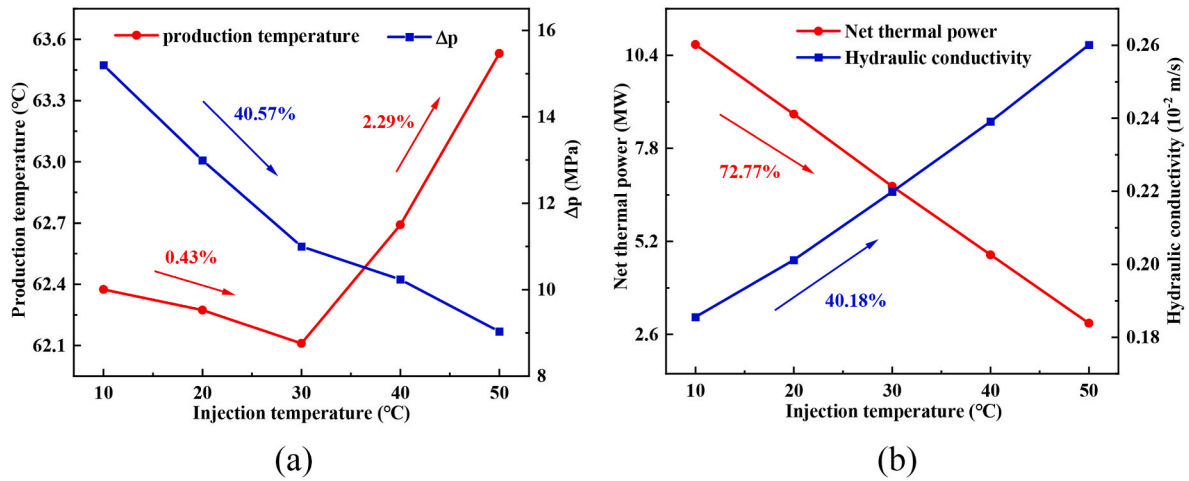 production temperature
Δp
63.6
63.3
63.0
62.7
62.4
62.1
Production temperature (℃)
40.57%
2.29%
0.43%
16
14
12
10
8
Δp (MPa)
10 20 30 40 50
Injection temperature (℃)
(a)
Net thermal power
Hydraulic conductivity
10.4
7.8
5.2
2.6
Net thermal power (MW)
72.77%
40.18%
0.26
0.24
0.22
0.20
0.18
Hydraulic conductivity (10⁻² m/s)
10 20 30 40 50
Injection temperature (℃)
(b)